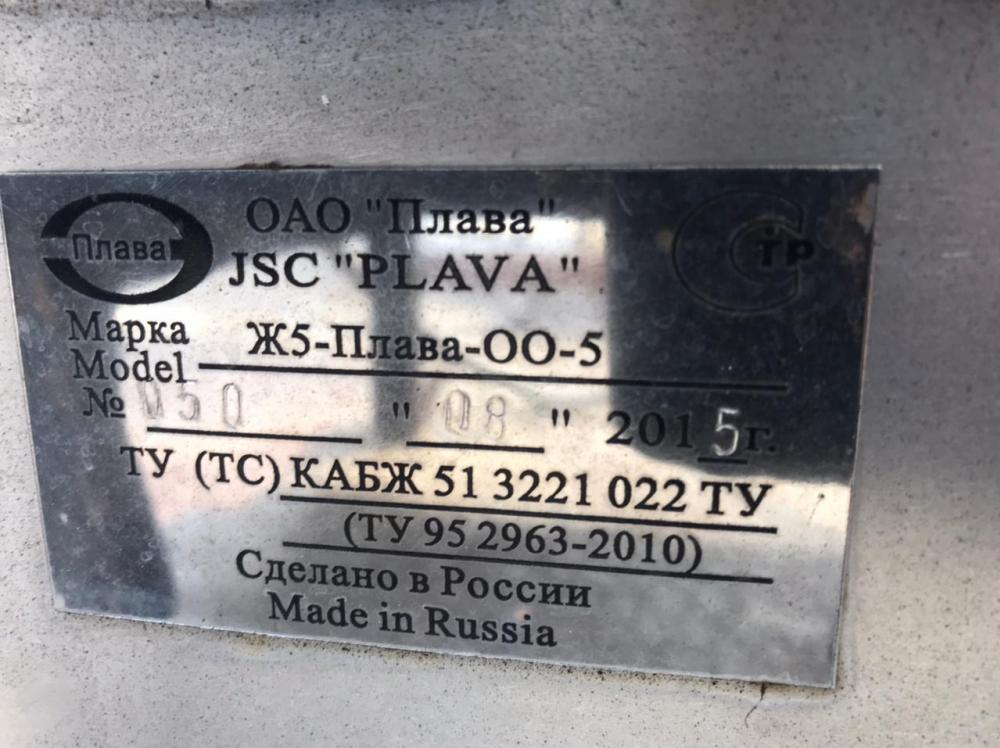 Плава
ОАО "Плава"
JSC "PLAVA"
Марка
Model Ж5-Плава-ОО-5
№ 050 "08" 2015г.
ТУ (ТС) КАБЖ 51 3221 022 ТУ
(ТУ 95 2963-2010)
Сделано в России
Made in Russia